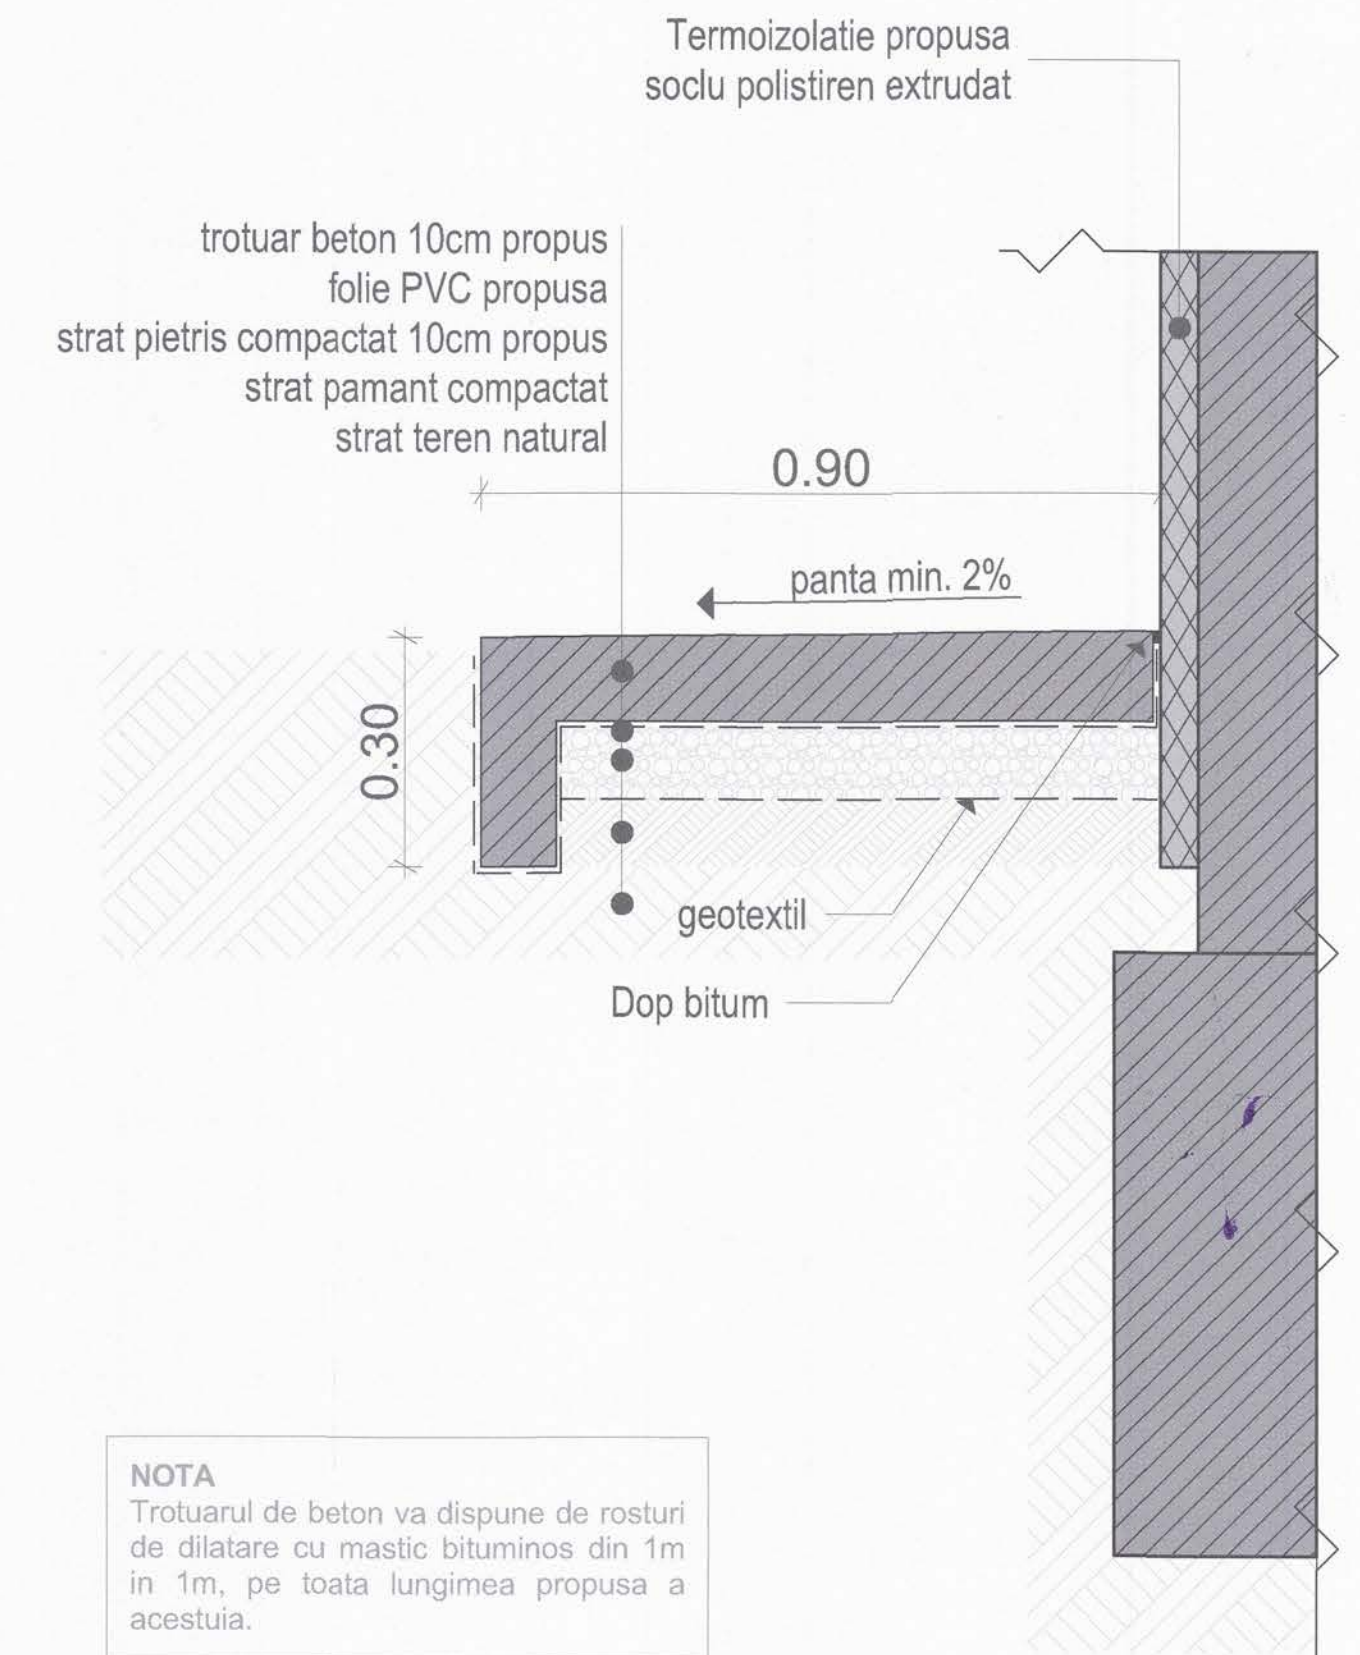 Termoizolatie propusa
soclu polistiren extrudat
trotuar beton 10cm propus
folie PVC propusa
strat pietris compactat 10cm propus
strat pamant compactat
strat teren natural
0.90
panta min. 2%
0.30
geotextil
Dop bitum
NOTA
Trotuarul de beton va dispune de rosturi
de dilatare cu mastic bituminos din 1m
in 1m, pe toata lungimea propusa a
acestuia.